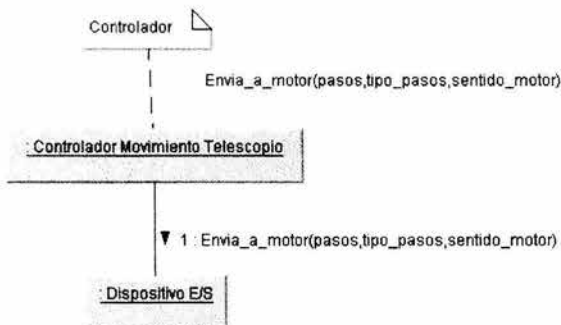 Controlador
Envia_a_motor(pasos,tipo_pasos,sentido_motor)
: Controlador Movimiento Telescopio
1 : Envia_a_motor(pasos,tipo_pasos,sentido_motor)
: Dispositivo E/S